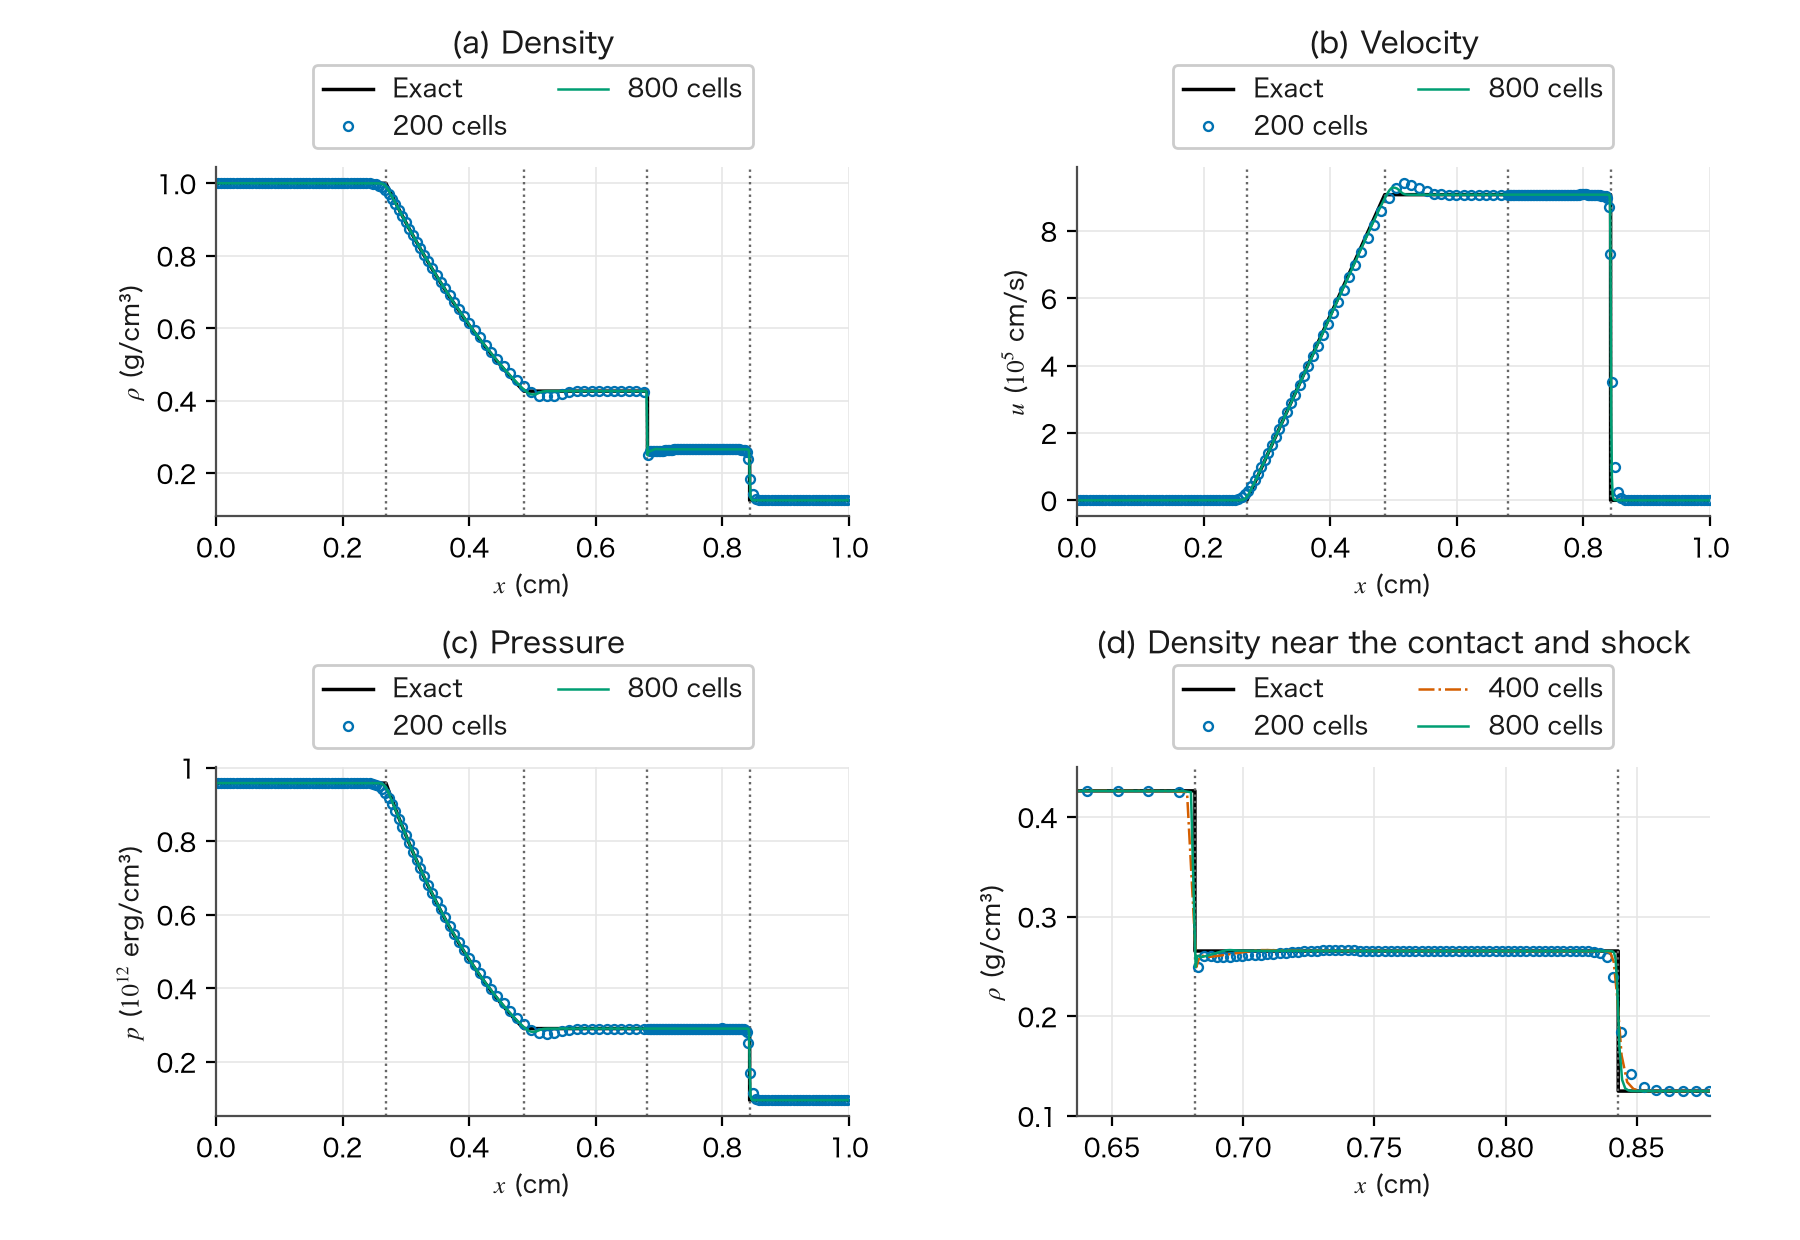 (a) Density
Exact
200 cells
800 cells
1.0
0.8
0.6
0.4
0.2
ρ (g/cm³)
0.0 0.2 0.4 0.6 0.8 1.0
x (cm)
(b) Velocity
Exact
200 cells
800 cells
8
6
4
2
0
u (10⁵ cm/s)
0.0 0.2 0.4 0.6 0.8 1.0
x (cm)
(c) Pressure
Exact
200 cells
800 cells
1
0.8
0.6
0.4
0.2
p (10¹² erg/cm³)
0.0 0.2 0.4 0.6 0.8 1.0
x (cm)
(d) Density near the contact and shock
Exact
200 cells
400 cells
800 cells
0.4
0.3
0.2
0.1
ρ (g/cm³)
0.65 0.70 0.75 0.80 0.85
x (cm)